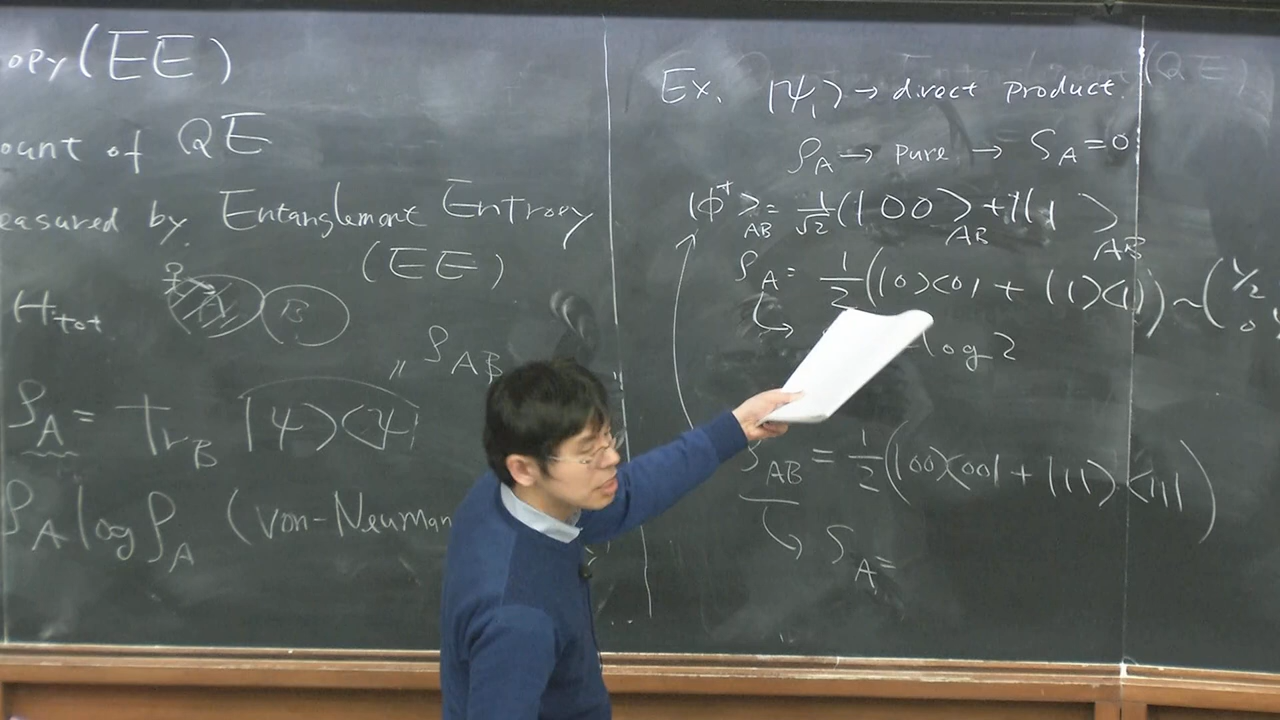 opy (EE)
ount of QE
easured by Entanglement Entropy
(EE)
H_tot
A B
ρ_AB
ρ_A = Tr_B |ψ><ψ|
ρ_A log ρ_A (von-Neuman
Ex. |ψ_1> → direct product.
ρ_A → pure → S_A = 0
|Φ^+>_AB = 1/√2 (|00>_AB + |11>_AB
ρ_A = 1/2 (|0><0| + |1><1|) ~ ( 1/2 0
log 2
ρ_AB = 1/2 (|00><00| + |11><11|)
↳ S_A =